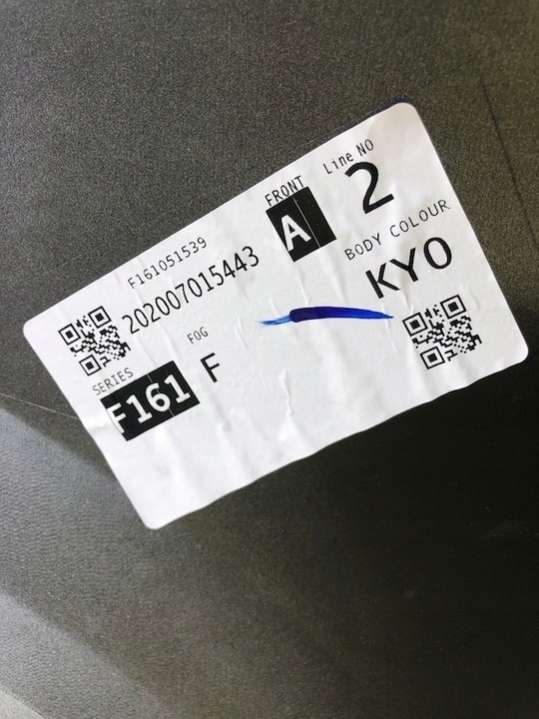 F161051539
202007015443
FRONT
A
Line NO
2
SERIES
F161
FOG
F
BODY COLOUR
KYO